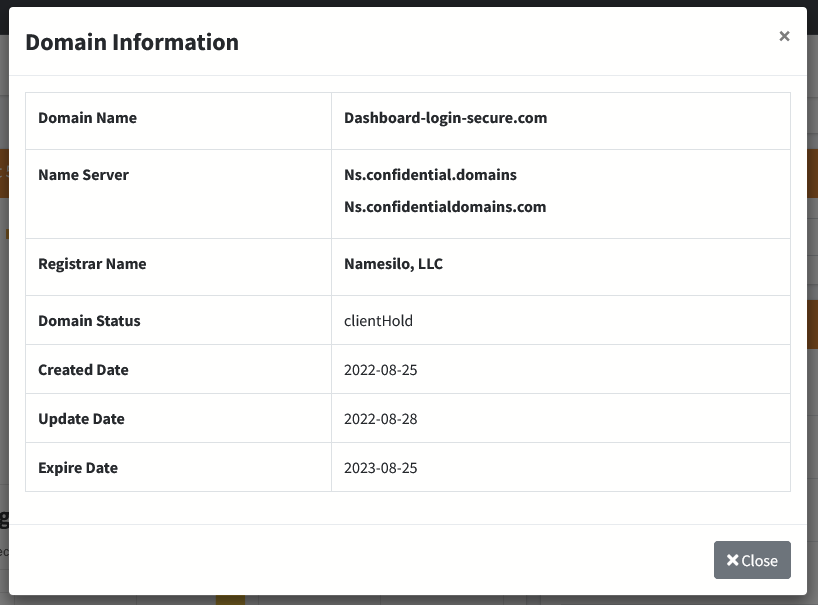 Domain Information
×
Domain Name
Dashboard-login-secure.com
Name Server
Ns.confidential.domains
Ns.confidentialdomains.com
Registrar Name
Namesilo, LLC
Domain Status
clientHold
Created Date
2022-08-25
Update Date
2022-08-28
Expire Date
2023-08-25
Close